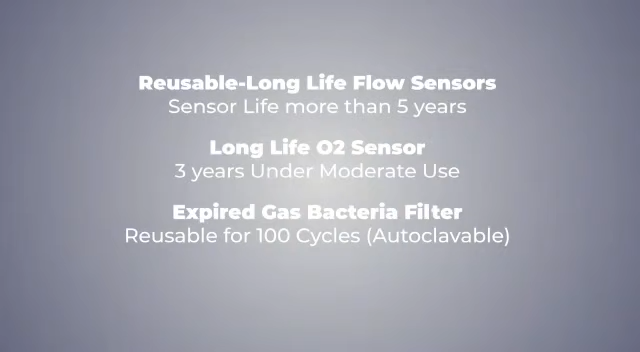 Reusable-Long Life Flow Sensors
Sensor Life more than 5 years
Long Life O2 Sensor
3 years Under Moderate Use
Expired Gas Bacteria Filter
Reusable for 100 Cycles (Autoclavable)